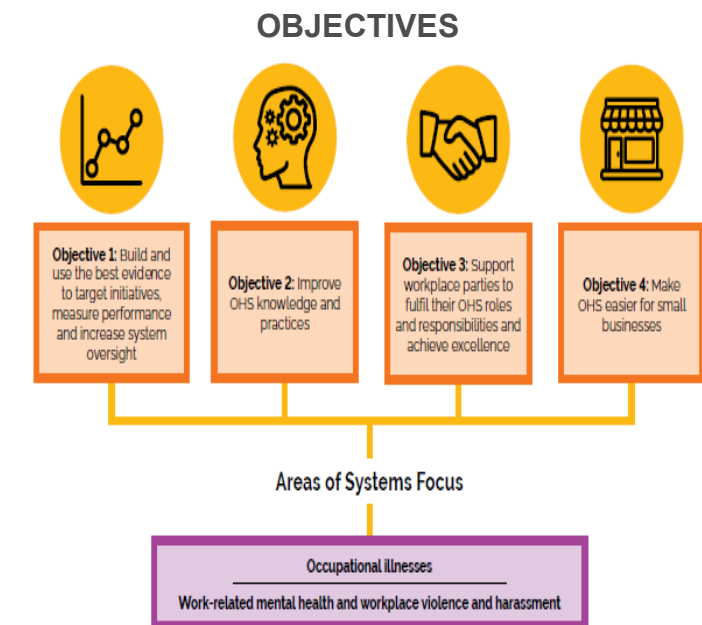 OBJECTIVES
Objective 1: Build and
use the best evidence
to target initiatives,
measure performance
and increase system
oversight
Objective 2: Improve
OHS knowledge and
practices
Objective 3: Support
workplace parties to
fulfil their OHS roles
and responsibilities and
achieve excellence
Objective 4: Make
OHS easier for small
businesses
Areas of Systems Focus
Occupational illnesses
Work-related mental health and workplace violence and harassment